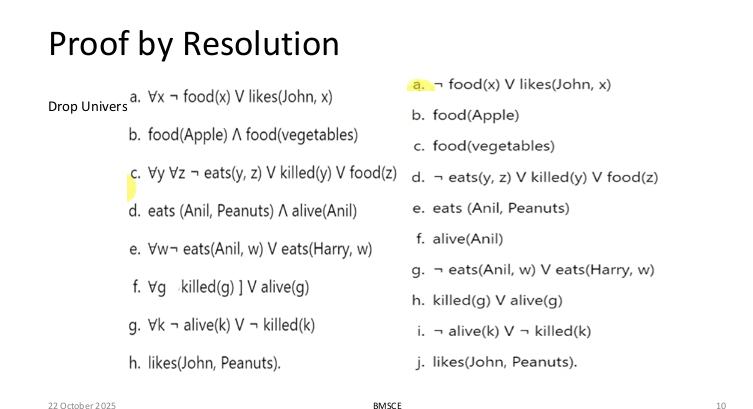 Proof by Resolution
Drop Univers
a. ∀x ¬ food(x) V likes(John, x)
b. food(Apple) Λ food(vegetables)
c. ∀y ∀z ¬ eats(y, z) V killed(y) V food(z)
d. eats (Anil, Peanuts) Λ alive(Anil)
e. ∀w¬ eats(Anil, w) V eats(Harry, w)
f. ∀g killed(g) ] V alive(g)
g. ∀k ¬ alive(k) V ¬ killed(k)
h. likes(John, Peanuts).
a. ¬ food(x) V likes(John, x)
b. food(Apple)
c. food(vegetables)
d. ¬ eats(y, z) V killed(y) V food(z)
e. eats (Anil, Peanuts)
f. alive(Anil)
g. ¬ eats(Anil, w) V eats(Harry, w)
h. killed(g) V alive(g)
i. ¬ alive(k) V ¬ killed(k)
j. likes(John, Peanuts).
22 October 2025
BMSCE
10